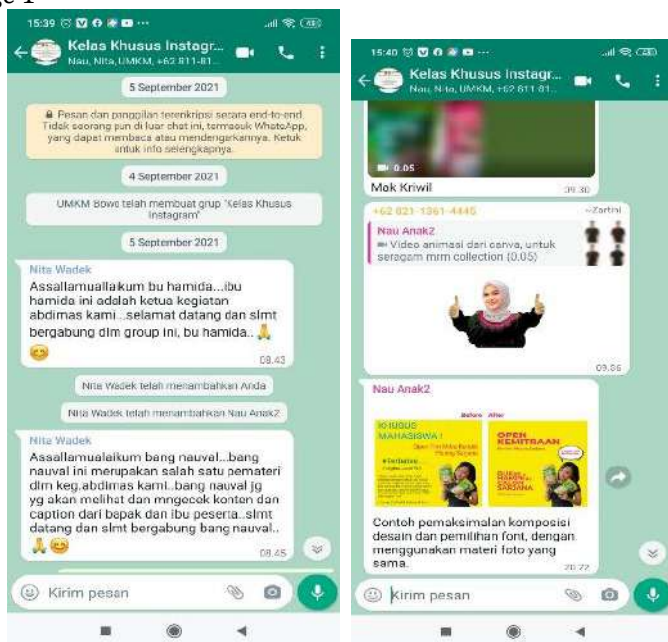 15:39
Kelas Khusus Instagr...
Nau, Nita, UMKM, +62 811-81...
5 September 2021
Pesan dan panggilan terenkripsi secara end-to-end.
Tidak seorang pun di luar chat ini, termasuk WhatsApp,
yang dapat membaca atau mendengarkannya. Ketuk
untuk info selengkapnya.
4 September 2021
UMKM Bowo telah membuat grup "Kelas Khusus
Instagram"
5 September 2021
Nita Wadek
Assallamuallaikum bu hamida...ibu
hamida ini adalah ketua kegiatan
abdimas kami...selamat datang dan slmt
bergabung dlm group ini, bu hamida..
08.43
Nita Wadek telah menambahkan Anda
Nita Wadek telah menambahkan Nau Anak2
Nita Wadek
Assallamualaikum bang nauval...bang
nauval ini merupakan salah satu pemateri
dlm keg.abdimas kami..bang nauval jg
yg akan melihat dan mngecek konten dan
caption dari bapak dan ibu peserta..slmt
datang dan slmt bergabung bang nauval..
08.45
Kirim pesan
15:40
Kelas Khusus Instagr...
Nau, Nita, UMKM, +62 811 81...
0.05
Mak Kriwil
09.30
+62 821-1361-4445
~Zartini
Nau Anak2
Video animasi dari canva, untuk
seragam mrm collection (0.05)
09.36
Nau Anak2
Before After
KHUSUS
MAHASISWA !
OPEN
KEMITRAAN
Contoh pemaksimalan komposisi
desain dan pemilihan font, dengan
menggunakan materi foto yang
sama.
20.22
Kirim pesan